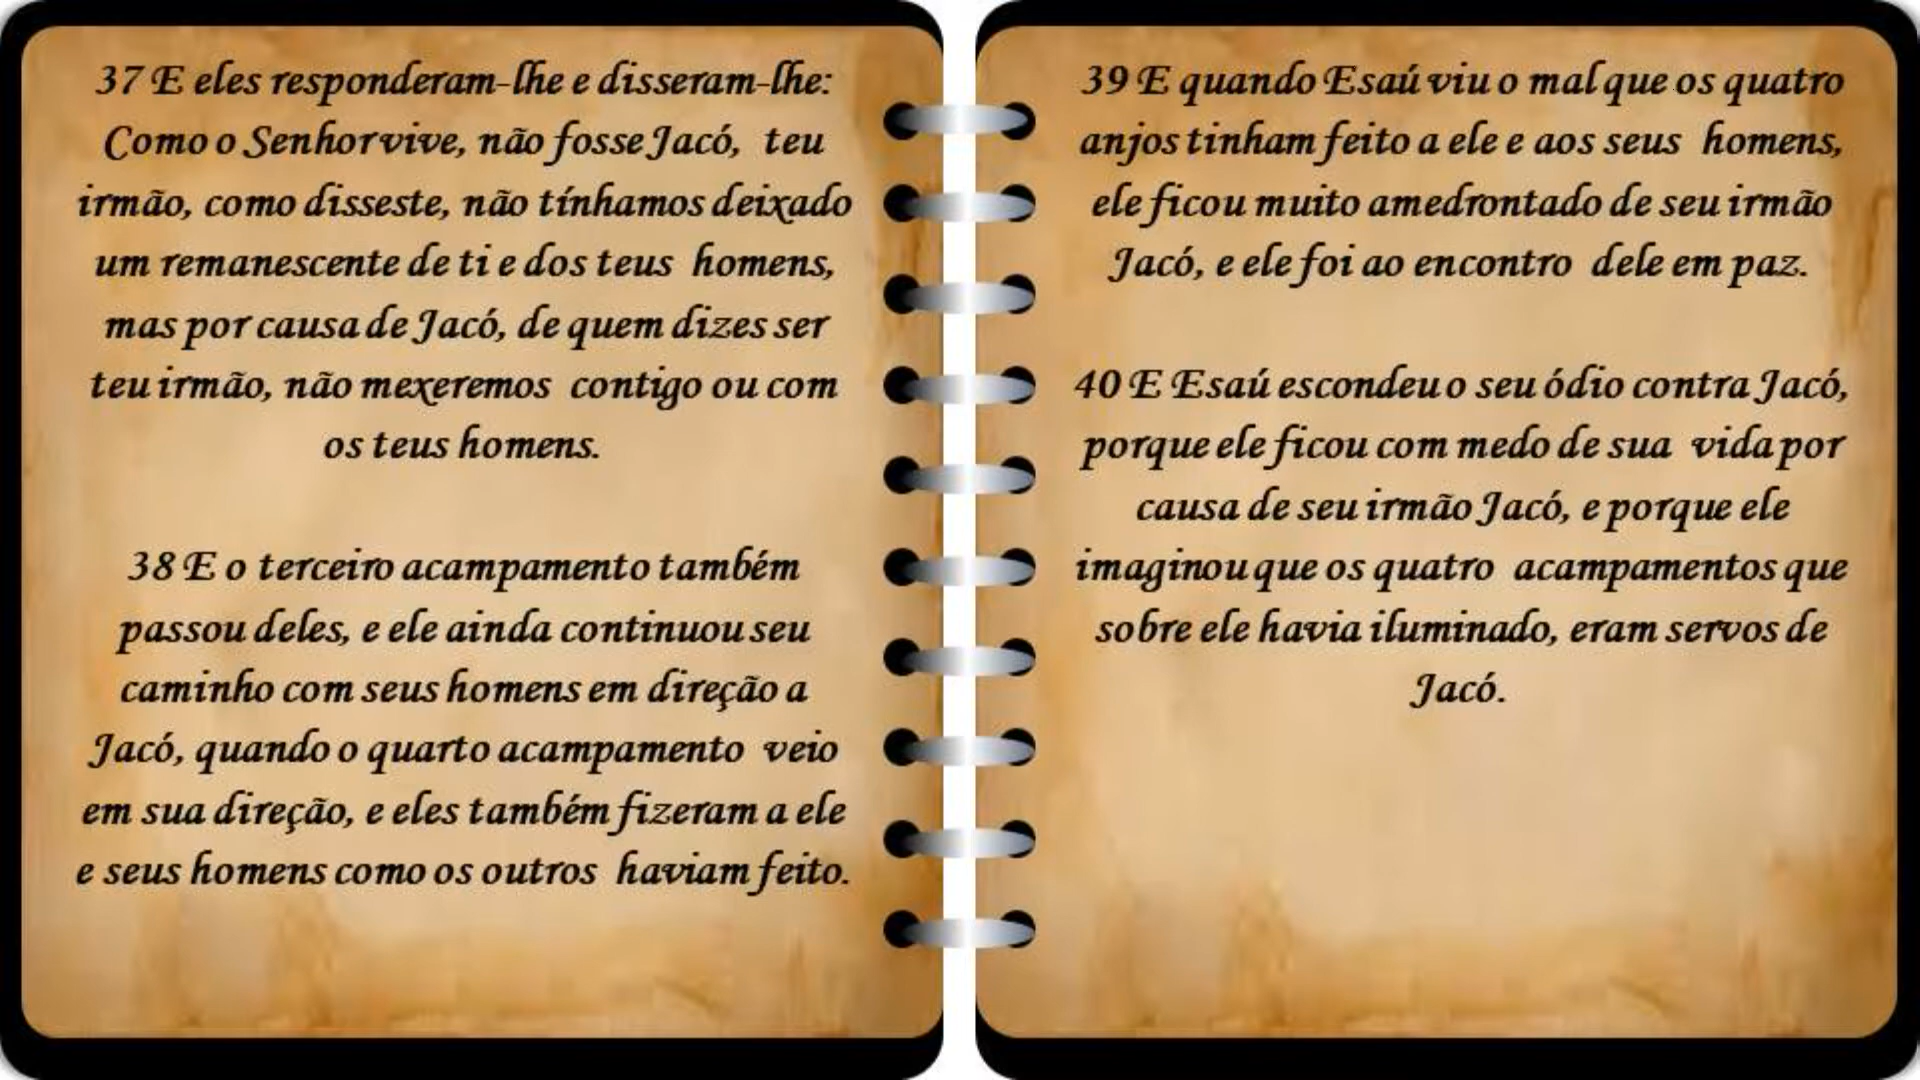 37 E eles responderam-lhe e disseram-lhe:
Como o Senhor vive, não fosse Jacó, teu
irmão, como disseste, não tínhamos deixado
um remanescente de ti e dos teus homens,
mas por causa de Jacó, de quem dizes ser
teu irmão, não mexeremos contigo ou com
os teus homens.
38 E o terceiro acampamento também
passou deles, e ele ainda continuou seu
caminho com seus homens em direção a
Jacó, quando o quarto acampamento veio
em sua direção, e eles também fizeram a ele
e seus homens como os outros haviam feito.
39 E quando Esaú viu o mal que os quatro
anjos tinham feito a ele e aos seus homens,
ele ficou muito amedrontado de seu irmão
Jacó, e ele foi ao encontro dele em paz.
40 E Esaú escondeu o seu ódio contra Jacó,
porque ele ficou com medo de sua vida por
causa de seu irmão Jacó, e porque ele
imaginou que os quatro acampamentos que
sobre ele havia iluminado, eram servos de
Jacó.